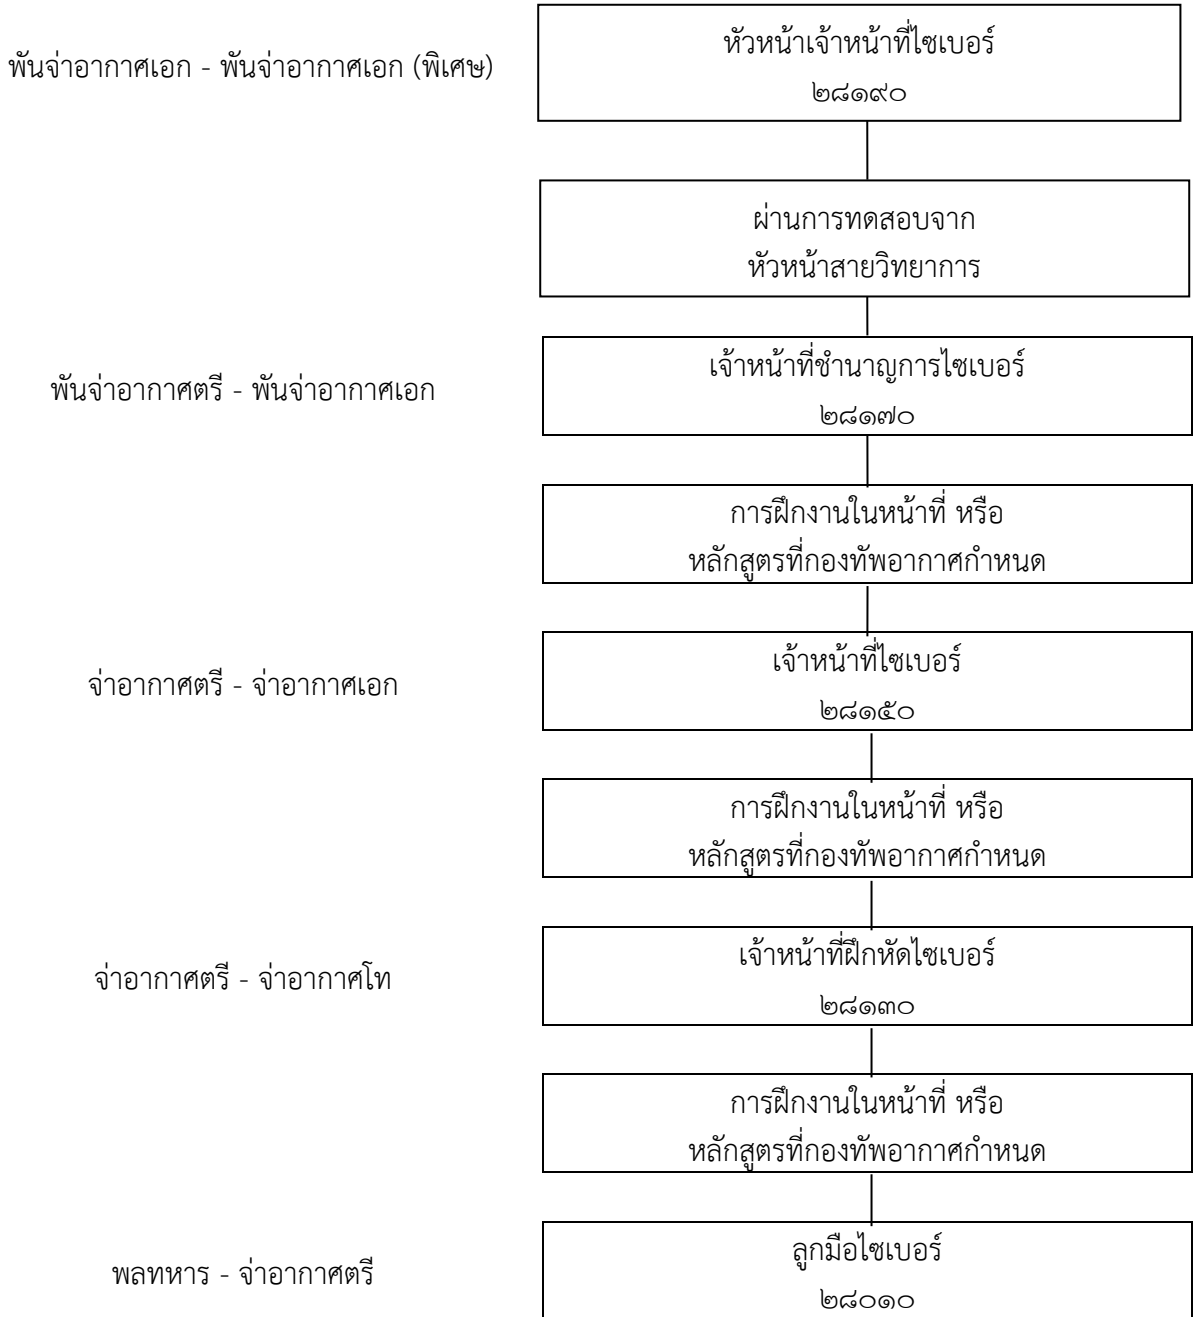 หัวหน้าเจ้าหน้าที่ไซเบอร์
พันจ่าอากาศเอก - พันจ่าอากาศเอก (พิเศษ)
๒๘๑๙๐
ผ่านการทดสอบจาก
หัวหน้าสายวิทยาการ
เจ้าหน้าที่ชำนาญการไซเบอร์
พันจ่าอากาศตรี - พันจ่าอากาศเอก
๒๘๑๗๐
การฝึกงานในหน้าที่ หรือ
หลักสูตรที่กองทัพอากาศกำหนด
เจ้าหน้าที่ไซเบอร์
จ่าอากาศตรี - จ่าอากาศเอก
๒๘๑๕๐
การฝึกงานในหน้าที่ หรือ
หลักสูตรที่กองทัพอากาศกำหนด
เจ้าหน้าที่ฝึกหัดไซเบอร์
จ่าอากาศตรี - จ่าอากาศโท
๒๘๑๓๐
การฝึกงานในหน้าที่ หรือ
หลักสูตรที่กองทัพอากาศกำหนด
ลูกมือไซเบอร์
พลทหาร - จ่าอากาศตรี
๒๘๐๑๐